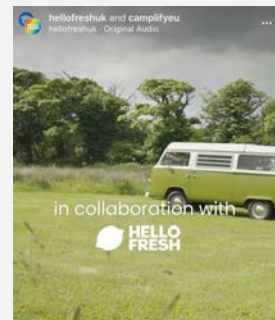 hellofreshuk and camplifyeu
hellofreshuk · Original Audio
in collaboration with
HELLO
FRESH